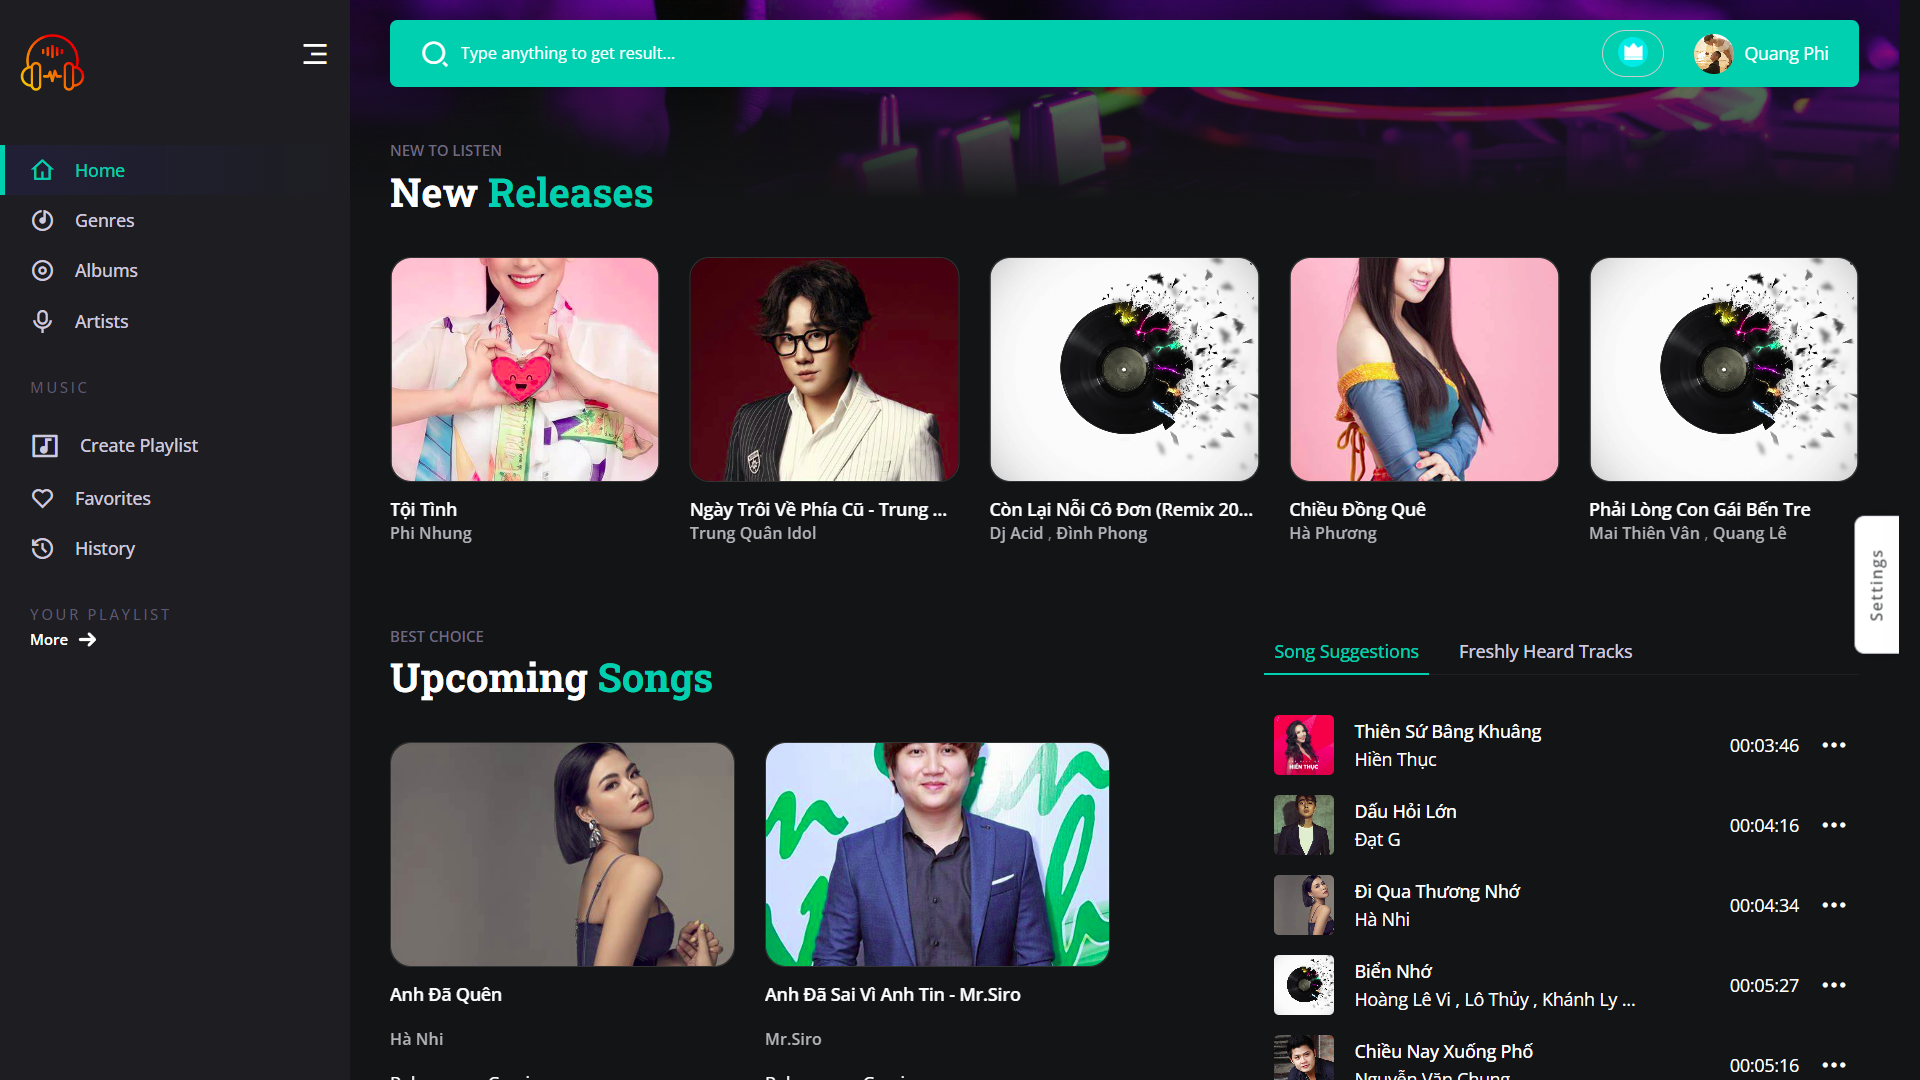 Type anything to get result...
Quang Phi
Home
Genres
Albums
Artists
MUSIC
Create Playlist
Favorites
History
YOUR PLAYLIST
More
NEW TO LISTEN
New Releases
Tội Tình
Phi Nhung
Ngày Trôi Về Phía Cũ - Trung ...
Trung Quân Idol
Còn Lại Nỗi Cô Đơn (Remix 20...
Dj Acid , Đình Phong
Chiều Đồng Quê
Hà Phương
Phải Lòng Con Gái Bến Tre
Mai Thiên Vân , Quang Lê
Settings
BEST CHOICE
Upcoming Songs
Anh Đã Quên
Hà Nhi
Anh Đã Sai Vì Anh Tin - Mr.Siro
Mr.Siro
Song Suggestions
Freshly Heard Tracks
HIỀN THỤC
Thiên Sứ Bâng Khuâng
Hiền Thục
00:03:46
Dấu Hỏi Lớn
Đạt G
00:04:16
Đi Qua Thương Nhớ
Hà Nhi
00:04:34
Biển Nhớ
Hoàng Lê Vi , Lô Thủy , Khánh Ly ...
00:05:27
Chiều Nay Xuống Phố
Nguyễn Văn Chung
00:05:16